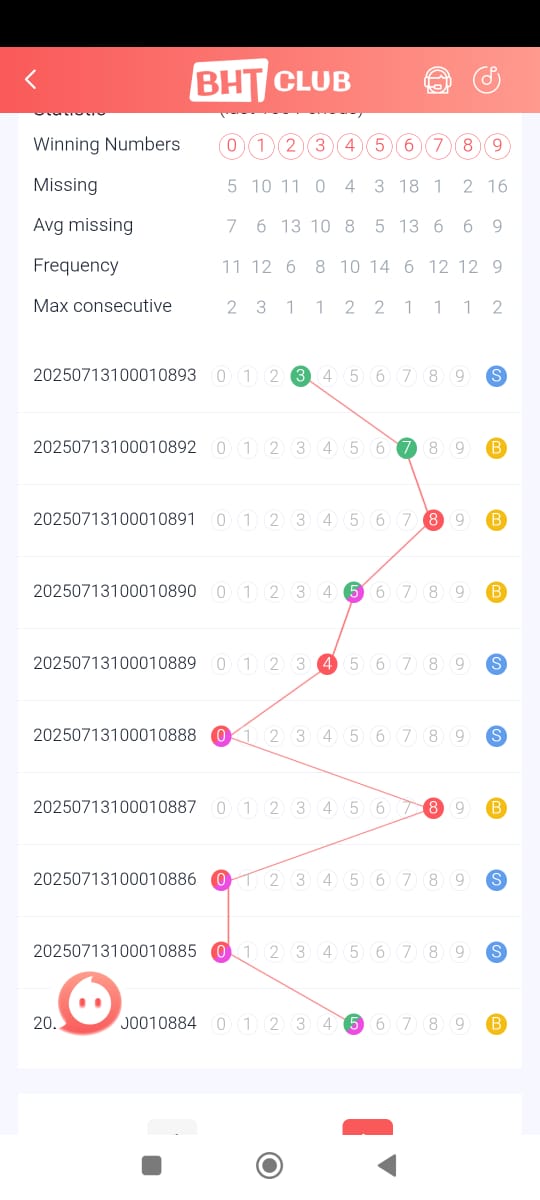 BHT CLUB
Statistic (last 100 Periods)
Winning Numbers 0 1 2 3 4 5 6 7 8 9
Missing 5 10 11 0 4 3 18 1 2 16
Avg missing 7 6 13 10 8 5 13 6 6 9
Frequency 11 12 6 8 10 14 6 12 12 9
Max consecutive 2 3 1 1 2 2 1 1 1 2
20250713100010893 0 1 2 3 4 5 6 7 8 9 S
20250713100010892 0 1 2 3 4 5 6 7 8 9 B
20250713100010891 0 1 2 3 4 5 6 7 8 9 B
20250713100010890 0 1 2 3 4 5 6 7 8 9 B
20250713100010889 0 1 2 3 4 5 6 7 8 9 S
20250713100010888 0 1 2 3 4 5 6 7 8 9 S
20250713100010887 0 1 2 3 4 5 6 7 8 9 B
20250713100010886 0 1 2 3 4 5 6 7 8 9 S
20250713100010885 0 1 2 3 4 5 6 7 8 9 S
20 0010884 0 1 2 3 4 5 6 7 8 9 B